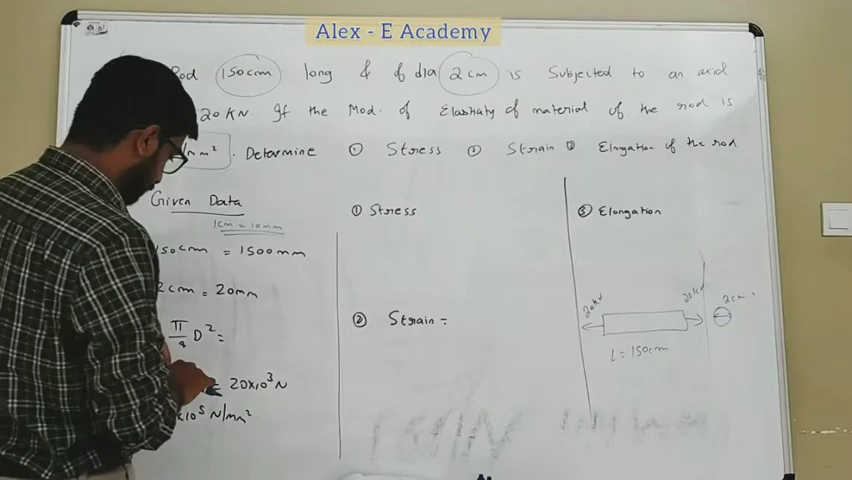 Alex - E Academy
Rod 150cm long & of dia 2cm is Subjected to an axial
20 KN. If the Mod. of Elasticity of material of the rod is
mm². Determine ① Stress ② Strain ③ Elongation of the rod
Given Data
1cm = 10mm
150cm = 1500mm
2cm = 20mm
π/4 D² =
= 20x10³ N
x10⁵ N/mm²
① Stress
② Strain =
③ Elongation
20KN
20KN
2cm
L = 150cm